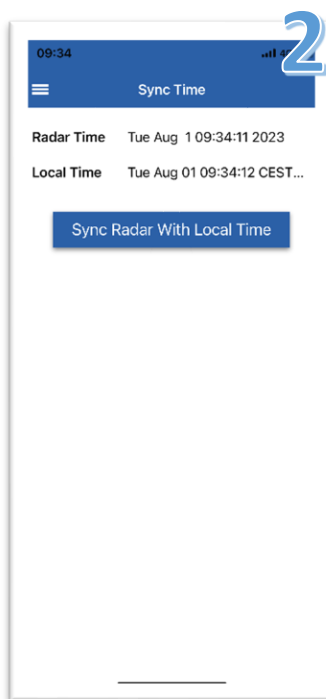 2
09:34
Sync Time
Radar Time Tue Aug  1 09:34:11 2023
Local Time Tue Aug 01 09:34:12 CEST...
Sync Radar With Local Time